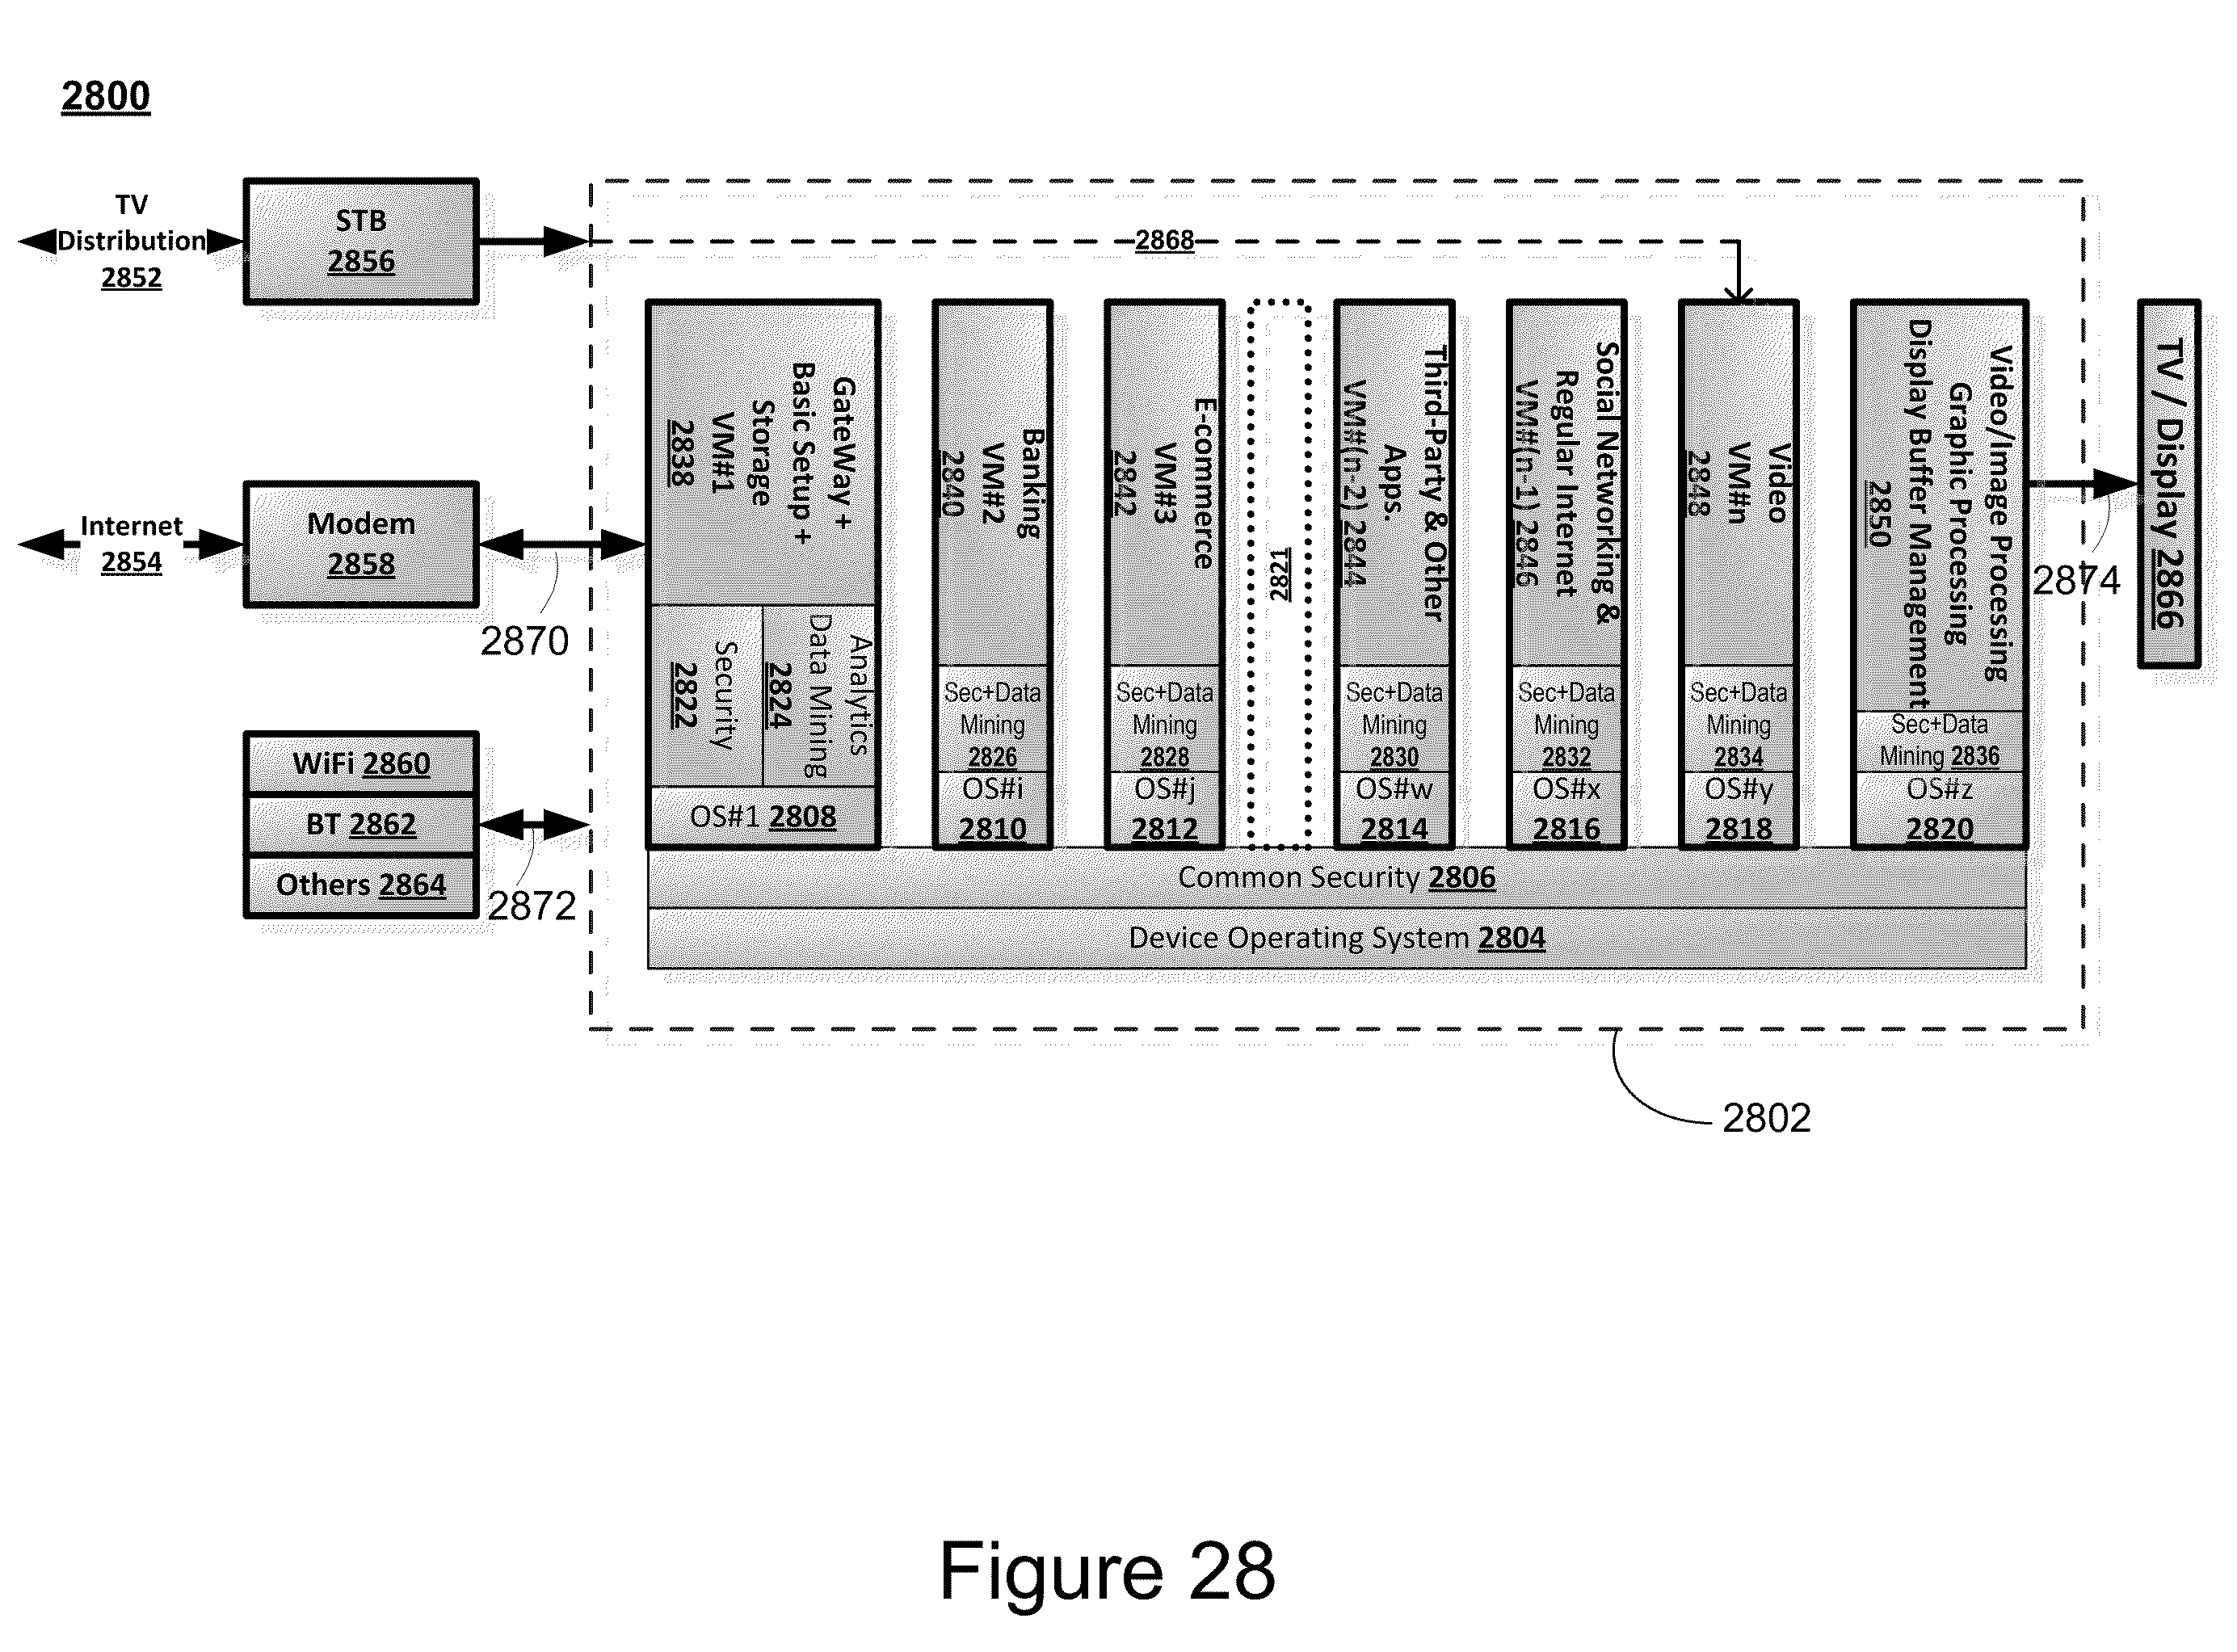 2800
TV
Distribution
2852
STB
2856
2868
Internet
2854
Modem
2858
2870
WiFi 2860
BT 2862
Others 2864
2872
GateWay +
Basic Setup +
Storage
VM#1
2838
Analytics
Data Mining
2824
Security
2822
OS#1 2808
Banking
VM#2
2840
Sec+Data
Mining
2826
OS#i
2810
E-commerce
VM#3
2842
Sec+Data
Mining
2828
OS#j
2812
2821
Third-Party & Other
Apps.
VM#(n-2) 2844
Sec+Data
Mining
2830
OS#w
2814
Social Networking &
Regular Internet
VM#(n-1) 2846
Sec+Data
Mining
2832
OS#x
2816
Video
VM#n
2848
Sec+Data
Mining
2834
OS#y
2818
Video/Image Processing
Graphic Processing
Display Buffer Management
2850
Sec+Data
Mining 2836
OS#z
2820
Common Security 2806
Device Operating System 2804
2874
TV / Display 2866
2802
Figure 28